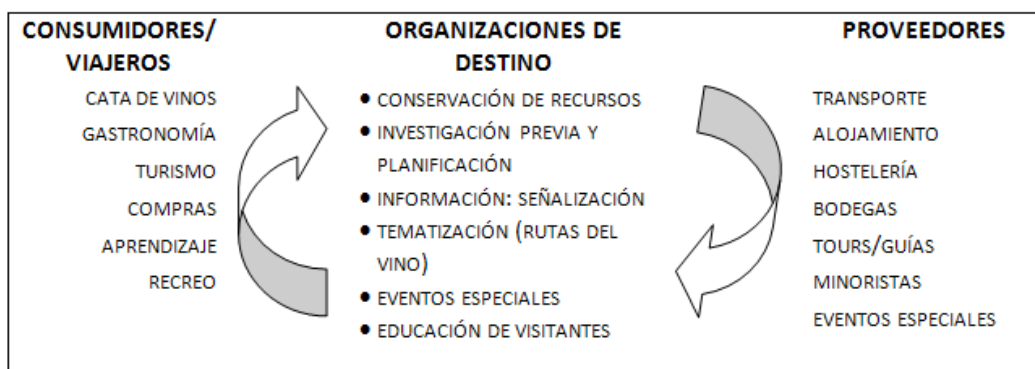 CONSUMIDORES/
VIAJEROS
CATA DE VINOS
GASTRONOMÍA
TURISMO
COMPRAS
APRENDIZAJE
RECREO
ORGANIZACIONES DE
DESTINO
• CONSERVACIÓN DE RECURSOS
• INVESTIGACIÓN PREVIA Y
PLANIFICACIÓN
• INFORMACIÓN: SEÑALIZACIÓN
• TEMATIZACIÓN (RUTAS DEL
VINO)
• EVENTOS ESPECIALES
• EDUCACIÓN DE VISITANTES
PROVEEDORES
TRANSPORTE
ALOJAMIENTO
HOSTELERÍA
BODEGAS
TOURS/GUÍAS
MINORISTAS
EVENTOS ESPECIALES